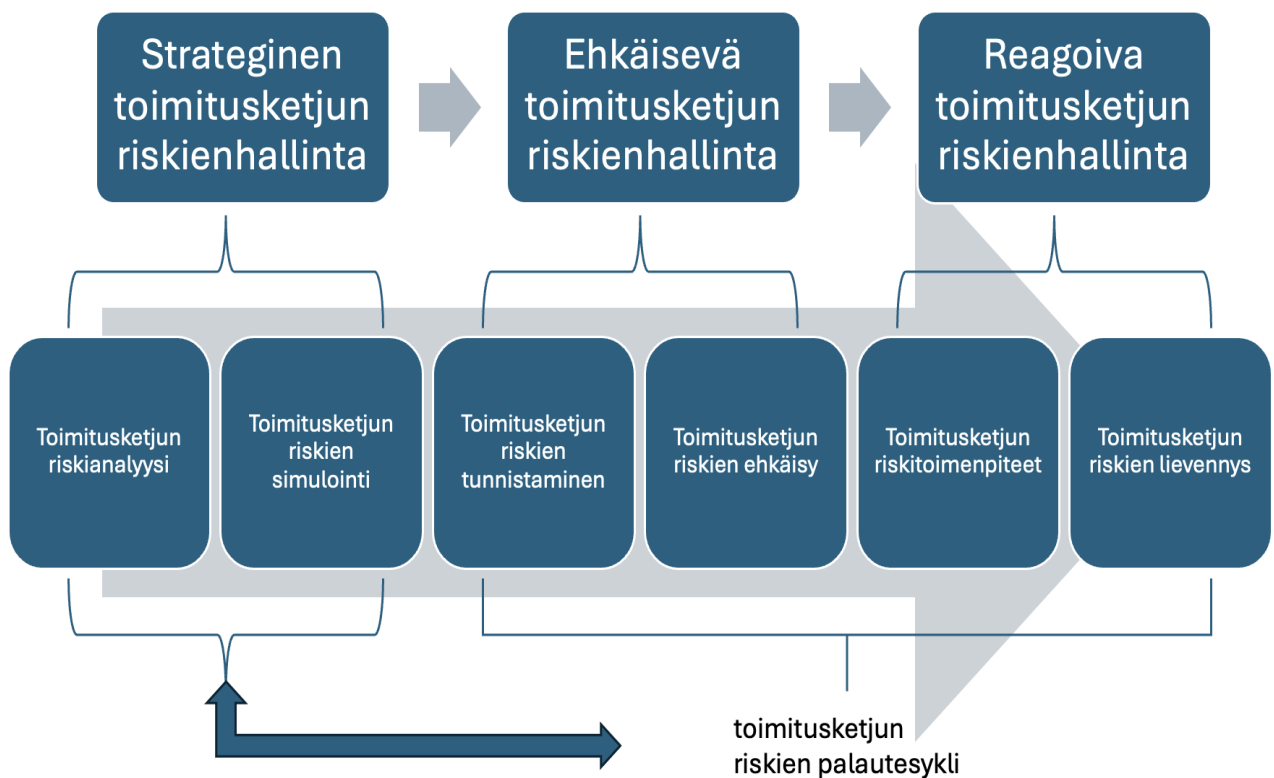 Strateginen
toimitusketjun
riskienhallinta
Ehkäisevä
toimitusketjun
riskienhallinta
Reagoiva
toimitusketjun
riskienhallinta
Toimitusketjun
riskianalyysi
Toimitusketjun
riskien
simulointi
Toimitusketjun
riskien
tunnistaminen
Toimitusketjun
riskien ehkäisy
Toimitusketjun
riskitoimenpiteet
Toimitusketjun
riskien lievennys
toimitusketjun
riskien palautesykli